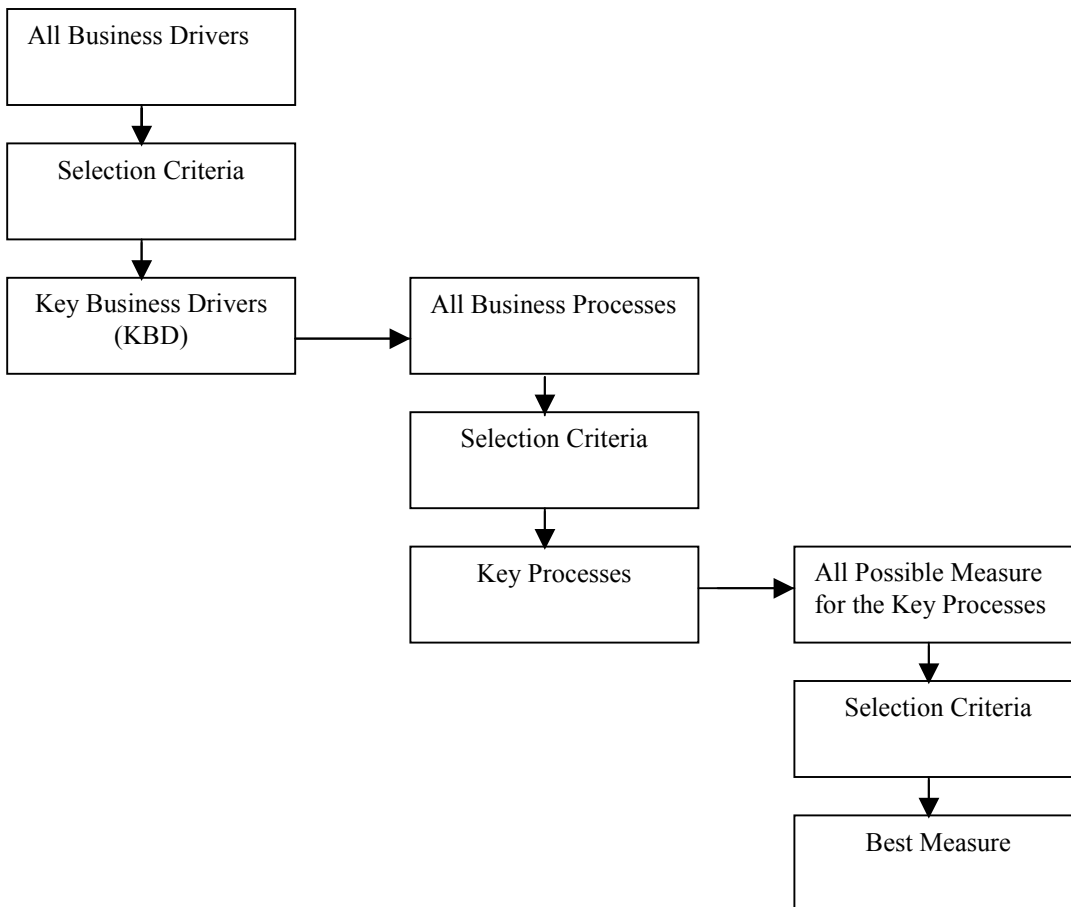 All Business Drivers
Selection Criteria
Key Business Drivers
(KBD)
All Business Processes
Selection Criteria
Key Processes
All Possible Measure
for the Key Processes
Selection Criteria
Best Measure